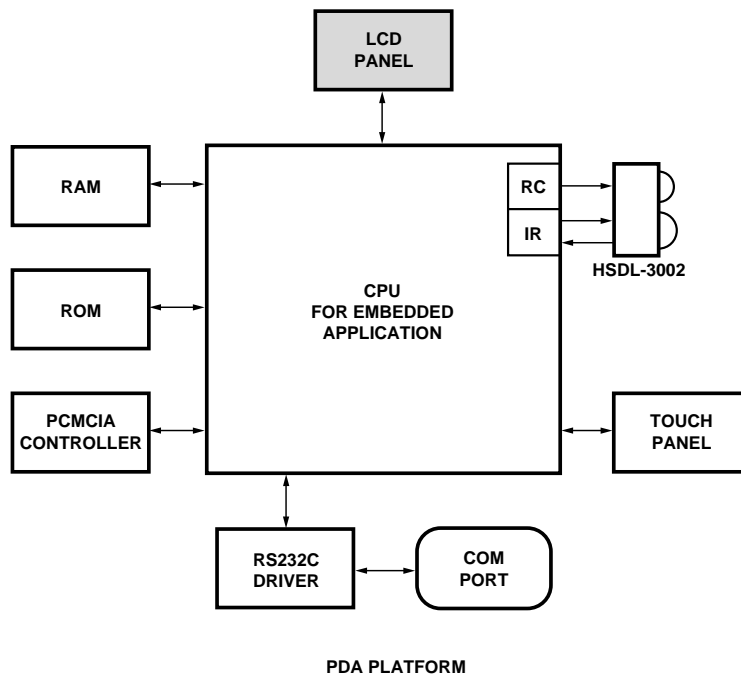 LCD
PANEL
RAM
RC
IR
HSDL-3002
ROM
CPU
FOR EMBEDDED
APPLICATION
PCMCIA
CONTROLLER
TOUCH
PANEL
RS232C
DRIVER
COM
PORT
PDA PLATFORM